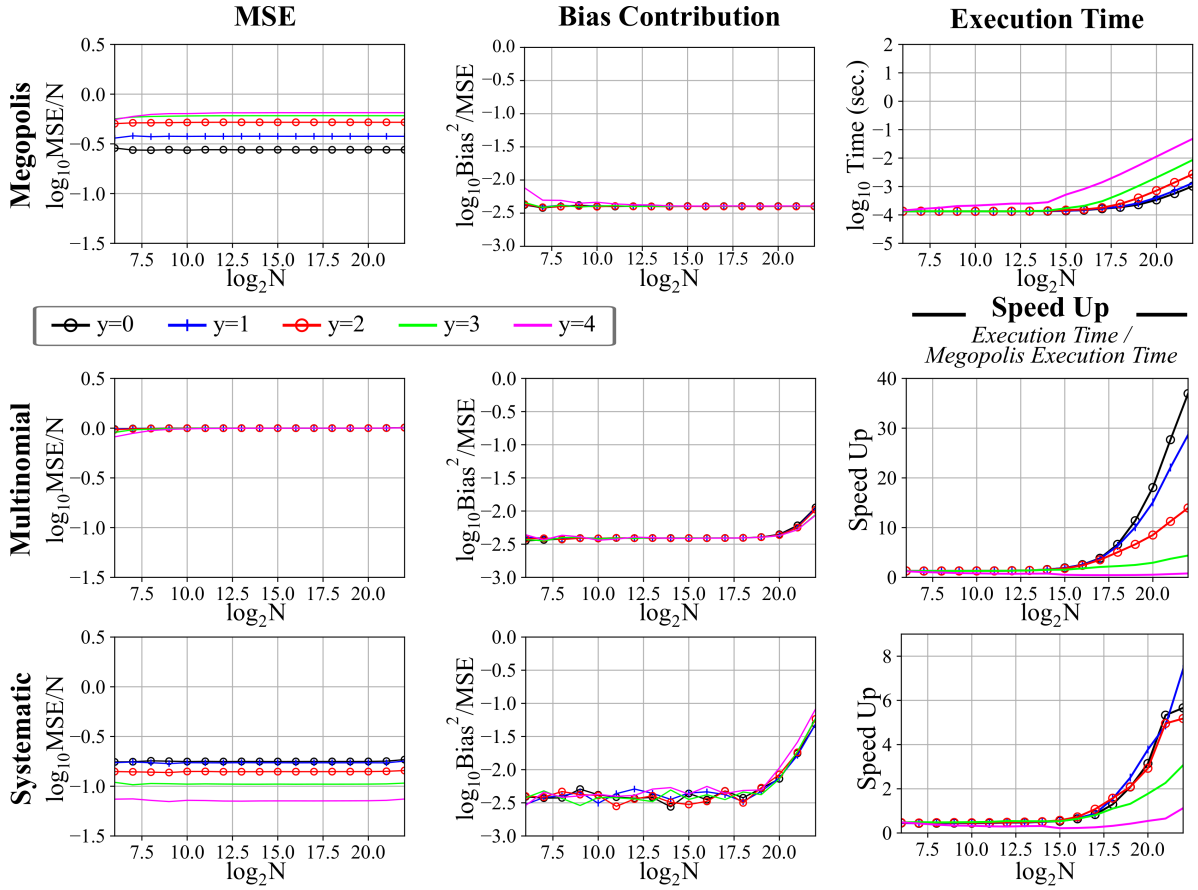 MSE
Bias Contribution
Execution Time
Megopolis
log₁₀MSE/N
0.5
0.0
−0.5
−1.0
−1.5
7.5 10.0 12.5 15.0 17.5 20.0
log₂N
log₁₀Bias²/MSE
0.0
−0.5
−1.0
−1.5
−2.0
−2.5
−3.0
7.5 10.0 12.5 15.0 17.5 20.0
log₂N
log₁₀ Time (sec.)
2
1
0
−1
−2
−3
−4
−5
7.5 10.0 12.5 15.0 17.5 20.0
log₂N
y=0 y=1 y=2 y=3 y=4
Speed Up
Execution Time /
Megopolis Execution Time
Multinomial
log₁₀MSE/N
0.5
0.0
−0.5
−1.0
−1.5
7.5 10.0 12.5 15.0 17.5 20.0
log₂N
log₁₀Bias²/MSE
0.0
−0.5
−1.0
−1.5
−2.0
−2.5
−3.0
7.5 10.0 12.5 15.0 17.5 20.0
log₂N
Speed Up
40
30
20
10
0
7.5 10.0 12.5 15.0 17.5 20.0
log₂N
Systematic
log₁₀MSE/N
0.5
0.0
−0.5
−1.0
−1.5
7.5 10.0 12.5 15.0 17.5 20.0
log₂N
log₁₀Bias²/MSE
0.0
−0.5
−1.0
−1.5
−2.0
−2.5
−3.0
7.5 10.0 12.5 15.0 17.5 20.0
log₂N
Speed Up
8
6
4
2
0
7.5 10.0 12.5 15.0 17.5 20.0
log₂N